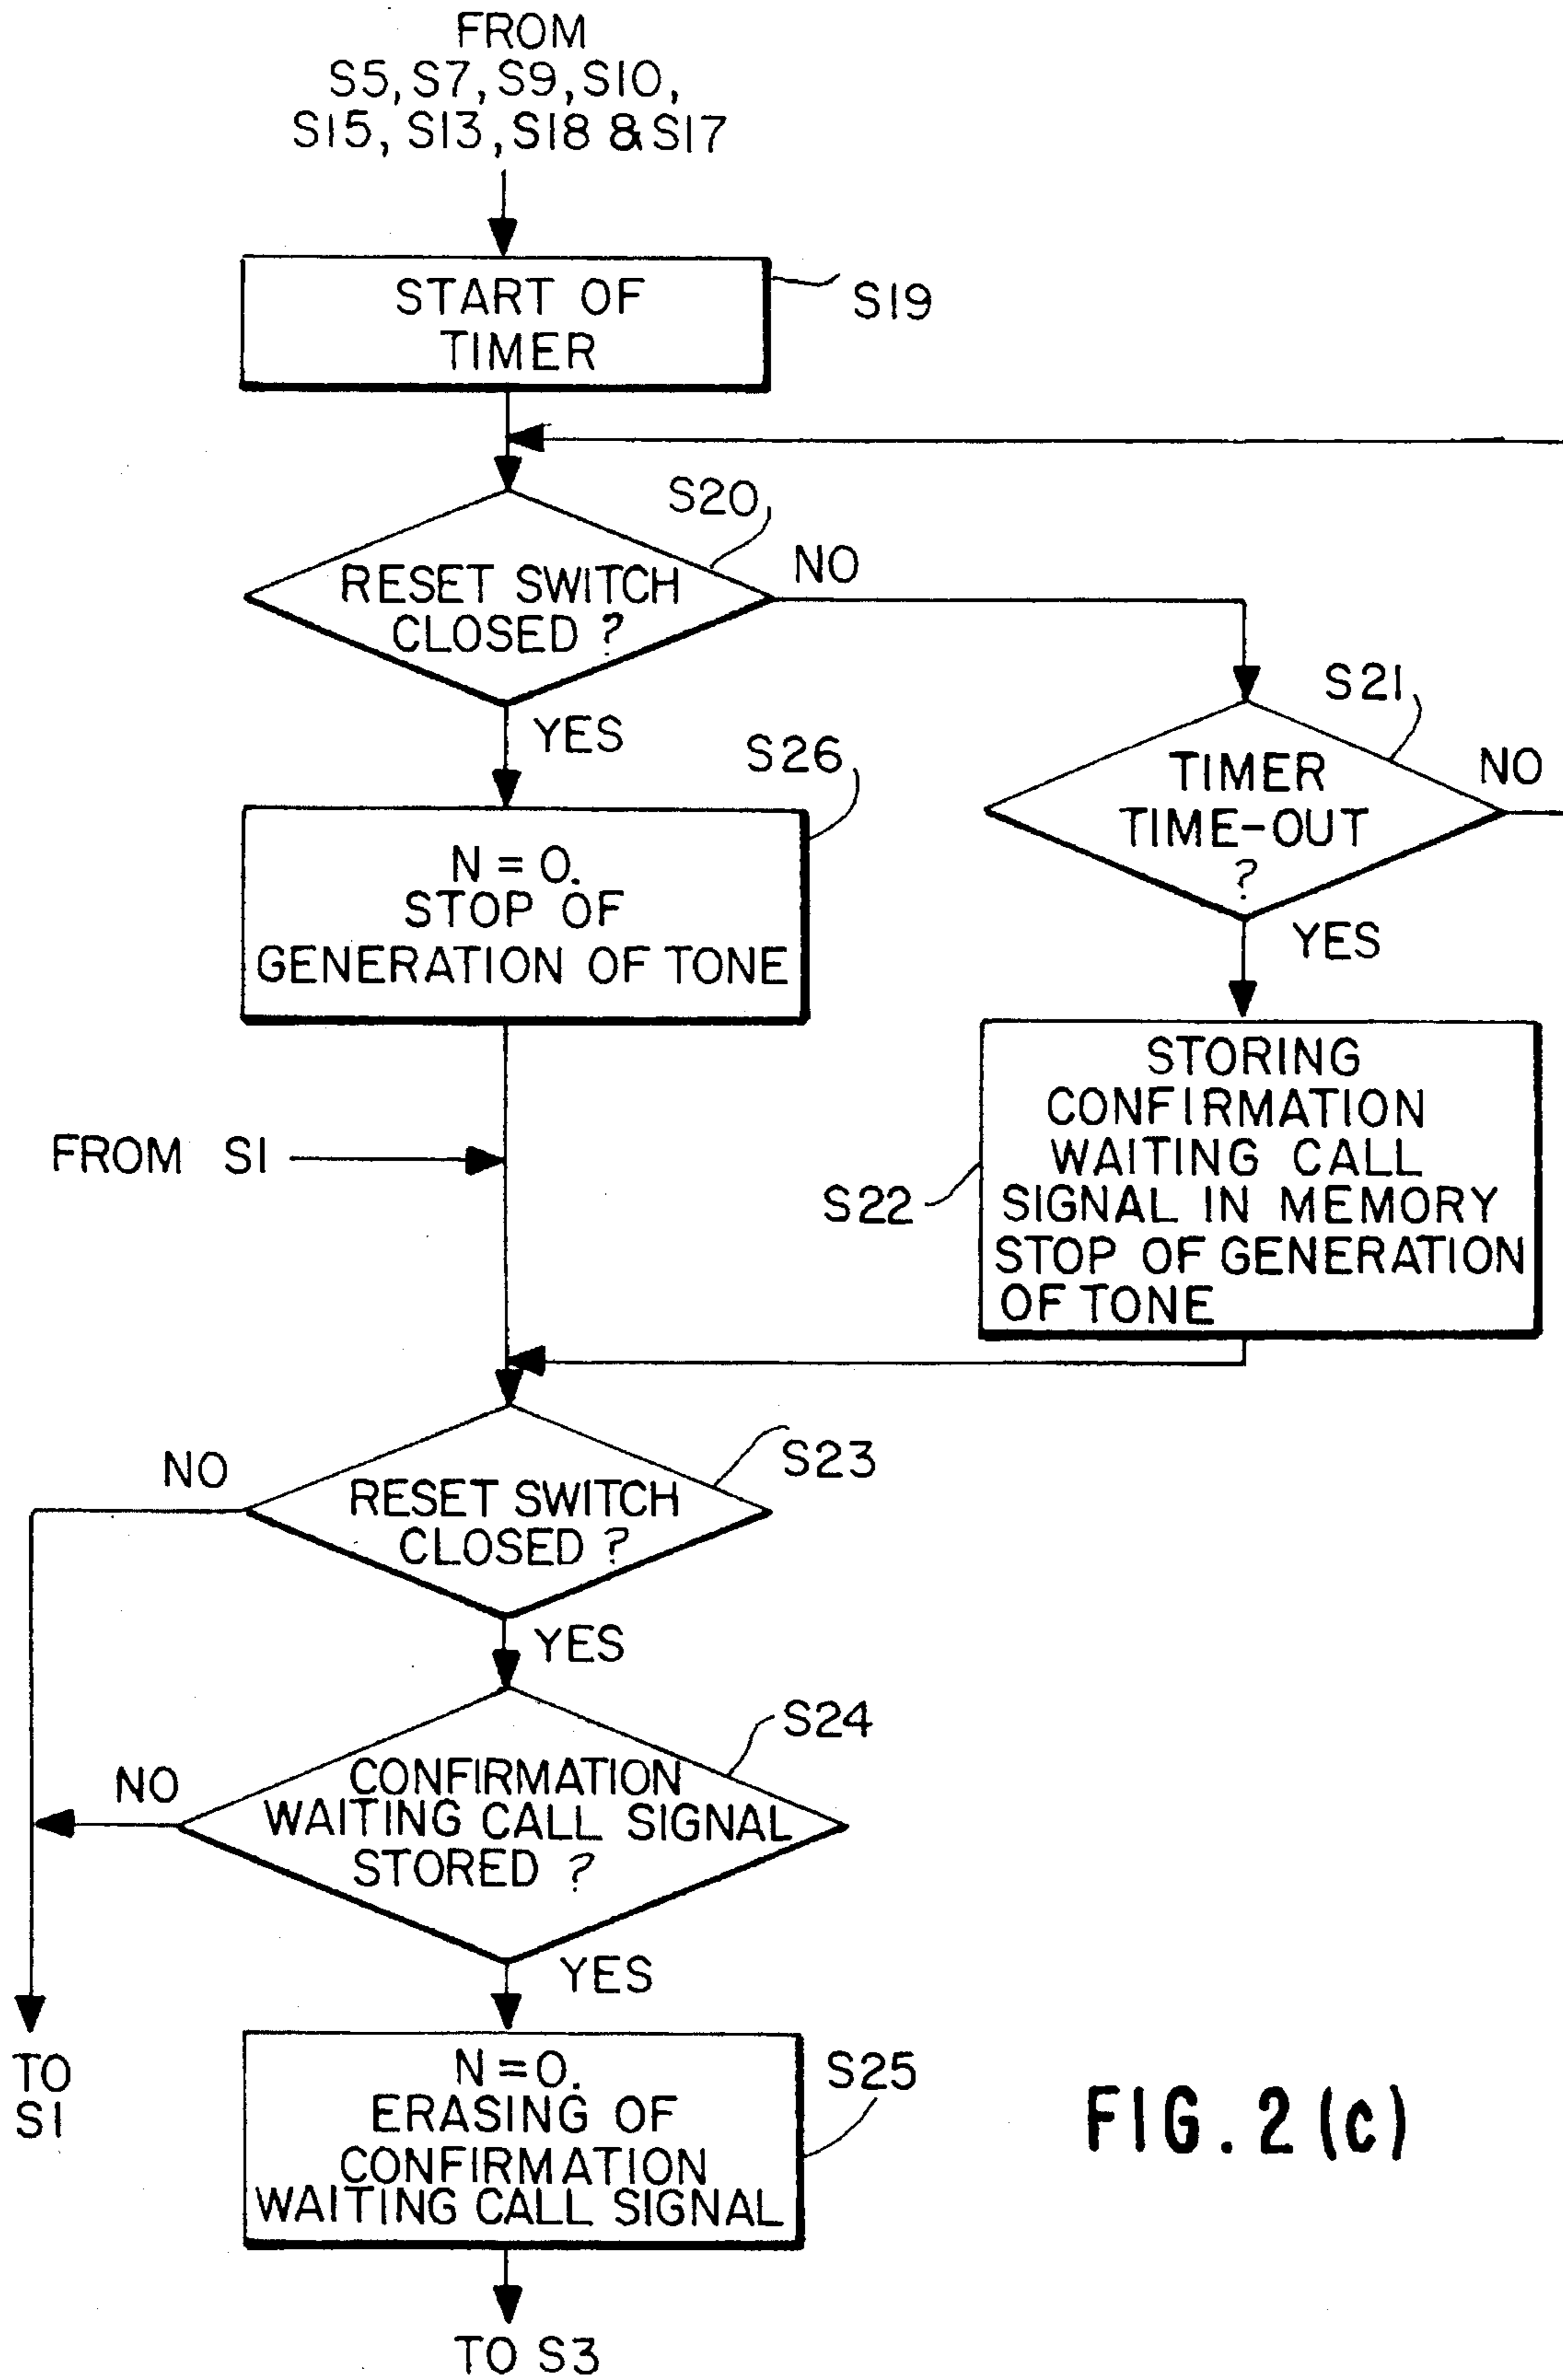 FROM
S5, S7, S9, S10,
S15, S13, S18 & S17
START OF
TIMER
S19
S20
RESET SWITCH
CLOSED ?
NO
YES
S21
TIMER
TIME-OUT
?
NO
YES
S26
N = 0.
STOP OF
GENERATION OF TONE
STORING
CONFIRMATION
WAITING CALL
SIGNAL IN MEMORY
STOP OF GENERATION
OF TONE
S22
FROM S1
S23
RESET SWITCH
CLOSED ?
NO
YES
S24
CONFIRMATION
WAITING CALL SIGNAL
STORED ?
NO
YES
TO
S1
N = 0.
ERASING OF
CONFIRMATION
WAITING CALL SIGNAL
S25
TO S3
FIG. 2 (c)